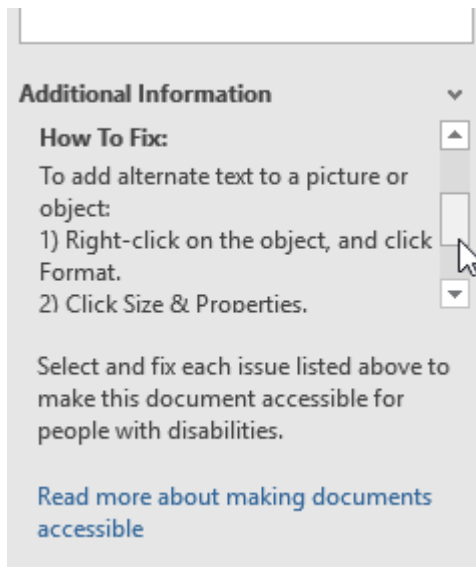 Additional Information
How To Fix:
To add alternate text to a picture or
object:
1) Right-click on the object, and click
Format.
2) Click Size & Properties.
Select and fix each issue listed above to
make this document accessible for
people with disabilities.
Read more about making documents
accessible